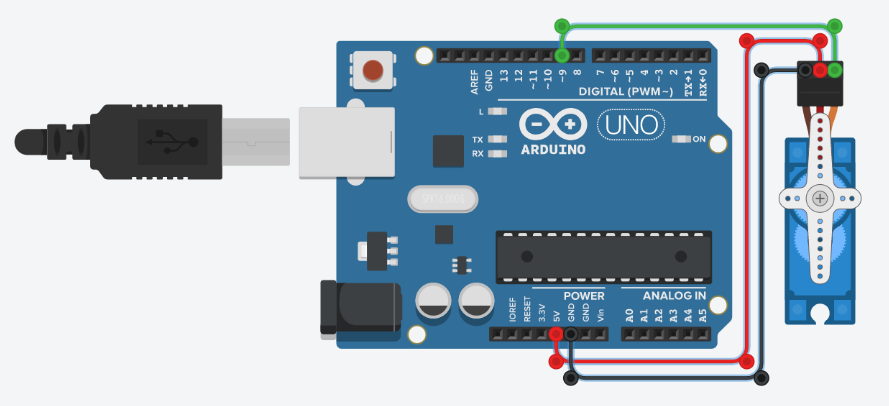 AREF
GND
13
12
~11
~10
~9
8
7
~6
~5
4
~3
2
TX→1
RX←0
DIGITAL (PWM~)
L
TX
RX
ARDUINO
UNO
ON
POWER
ANALOG IN
IOREF
RESET
3.3V
5V
GND
GND
Vin
A0
A1
A2
A3
A4
A5